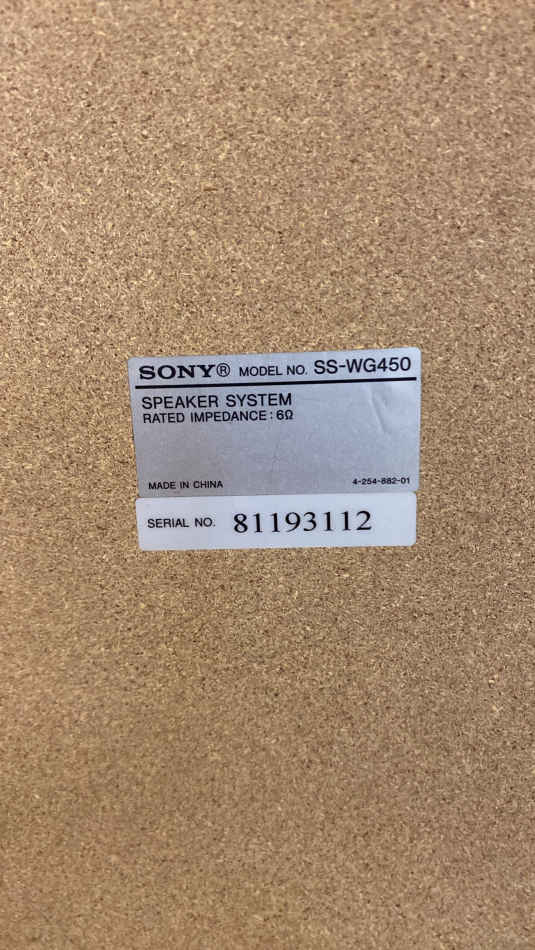 SONY® MODEL NO. SS-WG450
SPEAKER SYSTEM
RATED IMPEDANCE : 6Ω
MADE IN CHINA 4-254-882-01
SERIAL NO. 81193112